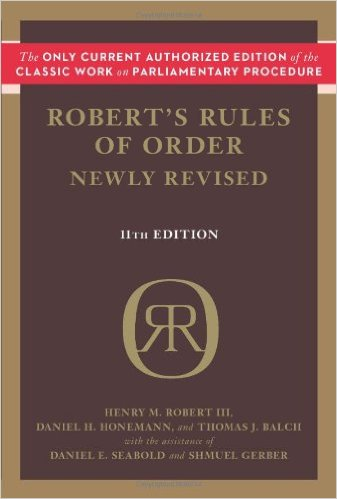 The ONLY CURRENT AUTHORIZED EDITION of the
CLASSIC WORK on PARLIAMENTARY PROCEDURE
ROBERT'S RULES
OF ORDER
NEWLY REVISED
11TH EDITION
RR
O
HENRY M. ROBERT III,
DANIEL H. HONEMANN, and THOMAS J. BALCH
with the assistance of
DANIEL E. SEABOLD and SHMUEL GERBER